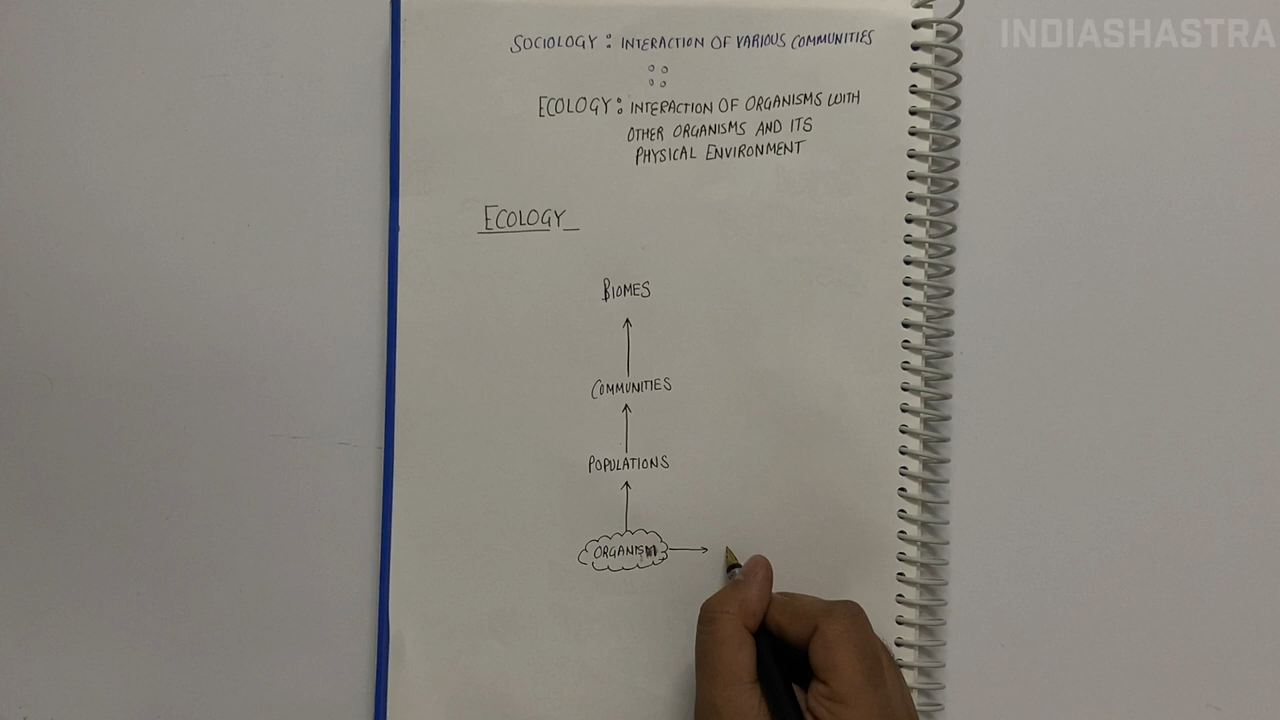 INDIASHASTRA
SOCIOLOGY : INTERACTION OF VARIOUS COMMUNITIES
ECOLOGY : INTERACTION OF ORGANISMS WITH
OTHER ORGANISMS AND ITS
PHYSICAL ENVIRONMENT
ECOLOGY
BIOMES
COMMUNITIES
POPULATIONS
ORGANISM